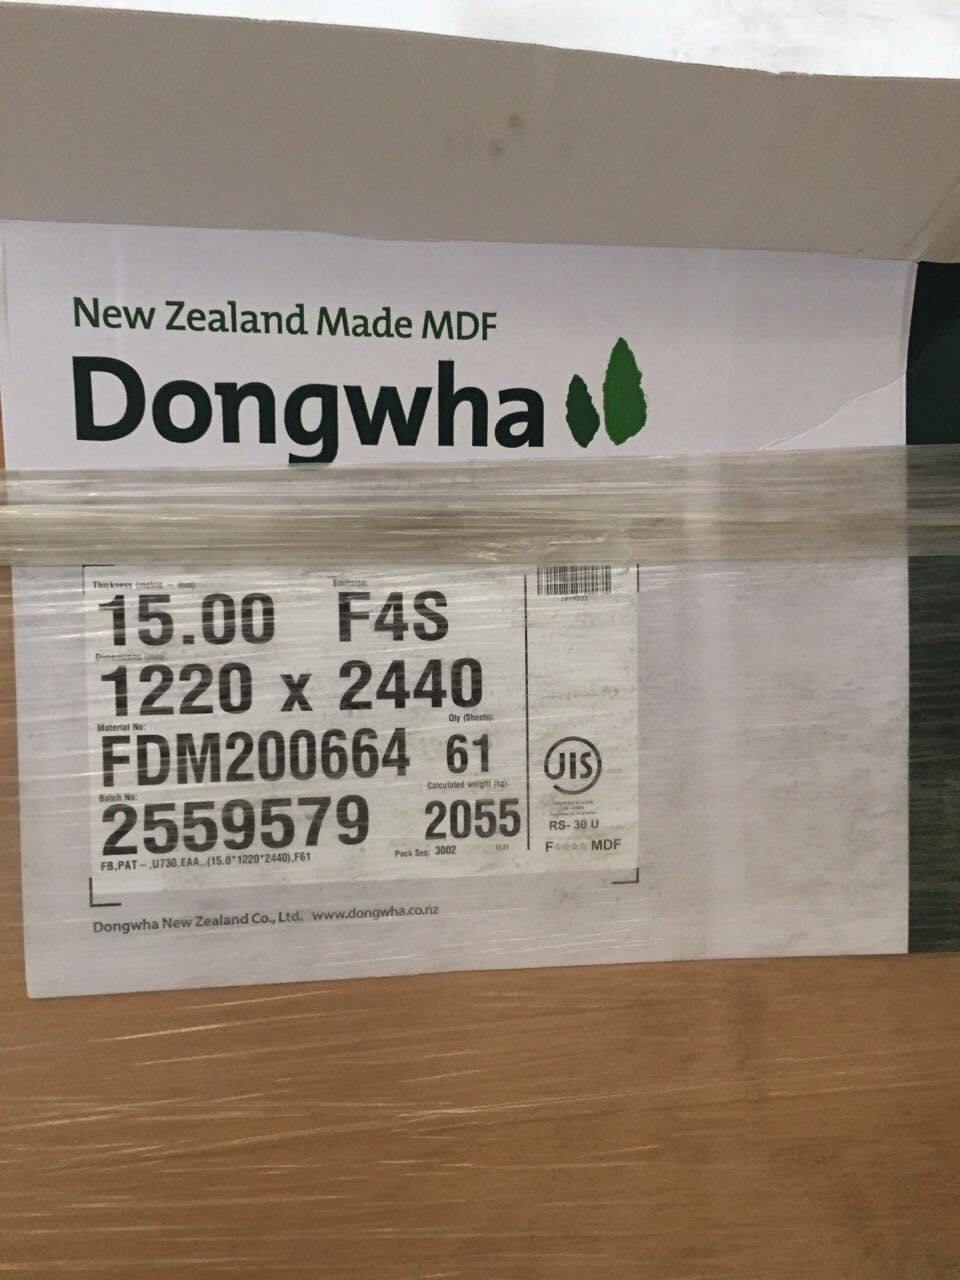 New Zealand Made MDF
Dongwha
Thickness (metric - mm): Emission:
15.00 F4S
Dimensions (mm)
1220 x 2440
Material No: Qty (Sheets):
FDM200664 61
Batch No: Calculated weight (kg)
2559579 2055
FB,PAT-,U730,EAA,,(15.0*1220*2440),F61 Pack Seq: 3002
JIS
RS- 30 U
F☆☆☆☆ MDF
Dongwha New Zealand Co., Ltd. www.dongwha.co.nz